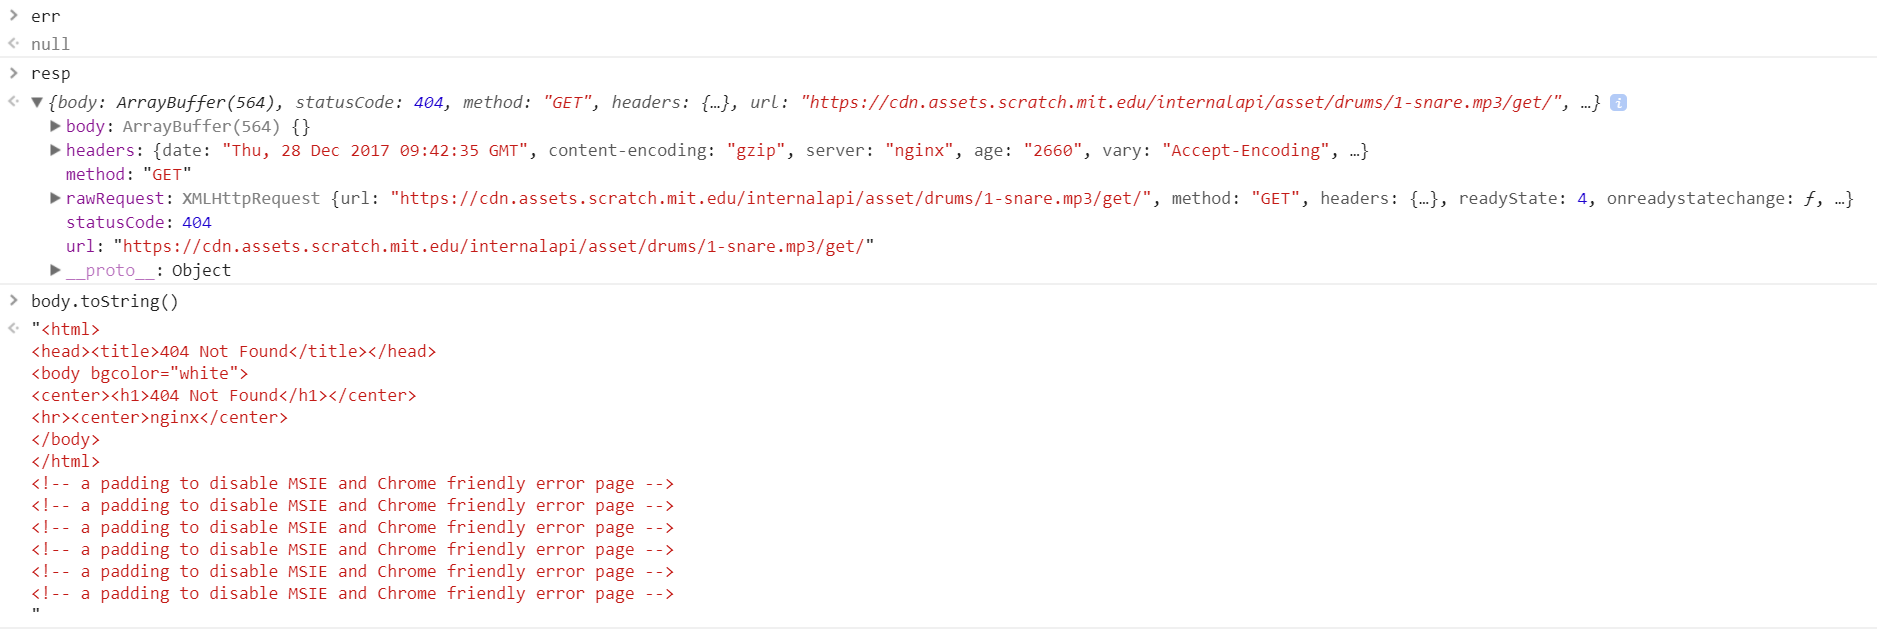 > err
< null
> resp
< ▼ {body: ArrayBuffer(564), statusCode: 404, method: "GET", headers: {…}, url: "https://cdn.assets.scratch.mit.edu/internalapi/asset/drums/1-snare.mp3/get/", …} i
▶ body: ArrayBuffer(564) {}
▶ headers: {date: "Thu, 28 Dec 2017 09:42:35 GMT", content-encoding: "gzip", server: "nginx", age: "2660", vary: "Accept-Encoding", …}
method: "GET"
▶ rawRequest: XMLHttpRequest {url: "https://cdn.assets.scratch.mit.edu/internalapi/asset/drums/1-snare.mp3/get/", method: "GET", headers: {…}, readyState: 4, onreadystatechange: ƒ, …}
statusCode: 404
url: "https://cdn.assets.scratch.mit.edu/internalapi/asset/drums/1-snare.mp3/get/"
▶ __proto__: Object
> body.toString()
< "<html>
<head><title>404 Not Found</title></head>
<body bgcolor="white">
<center><h1>404 Not Found</h1></center>
<hr><center>nginx</center>
</body>
</html>
<!-- a padding to disable MSIE and Chrome friendly error page -->
<!-- a padding to disable MSIE and Chrome friendly error page -->
<!-- a padding to disable MSIE and Chrome friendly error page -->
<!-- a padding to disable MSIE and Chrome friendly error page -->
<!-- a padding to disable MSIE and Chrome friendly error page -->
<!-- a padding to disable MSIE and Chrome friendly error page -->
"